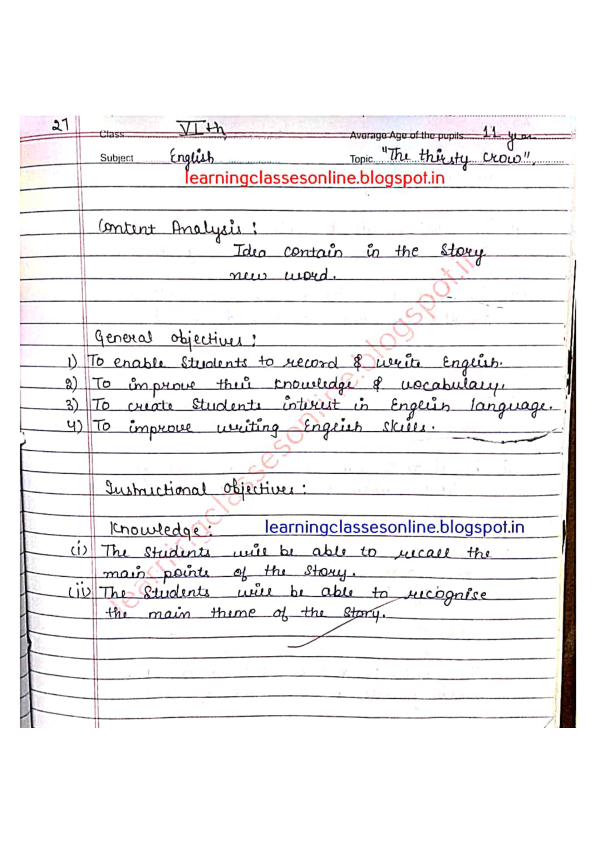 27
Class VIth Average Age of the pupils 11 year
Subject English Topic "The thirsty crow".
learningclassesonline.blogspot.in
Content Analysis :
Idea contain in the story
new word.
General objectives :
1) To enable students to record & write English.
2) To improve their knowledge & vocabulary.
3) To create students interist in English language.
4) To improve writing English skills.
Instructional Objectives :
Knowledge : learningclassesonline.blogspot.in
(i) The students will be able to recall the
main points of the story.
(ii) The students will be able to recognise
the main theme of the story.
learningclassesonline.blogspot.in